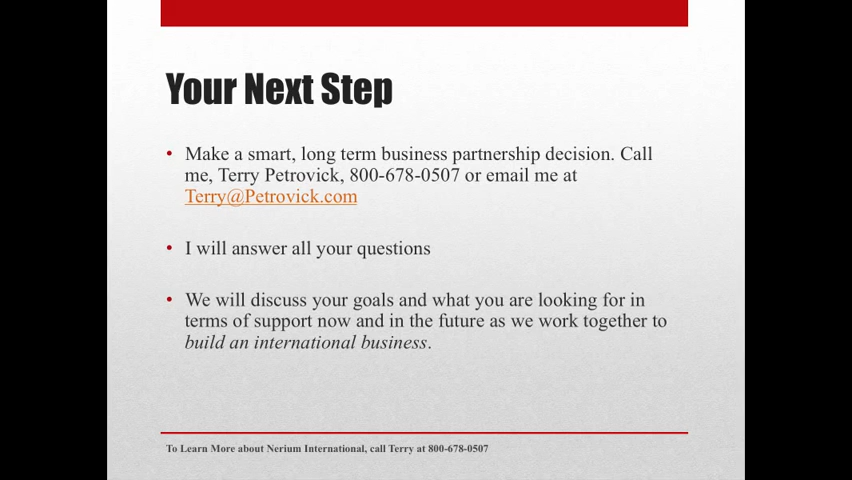 Your Next Step
• Make a smart, long term business partnership decision. Call
me, Terry Petrovick, 800-678-0507 or email me at
Terry@Petrovick.com
• I will answer all your questions
• We will discuss your goals and what you are looking for in
terms of support now and in the future as we work together to
build an international business.
To Learn More about Nerium International, call Terry at 800-678-0507